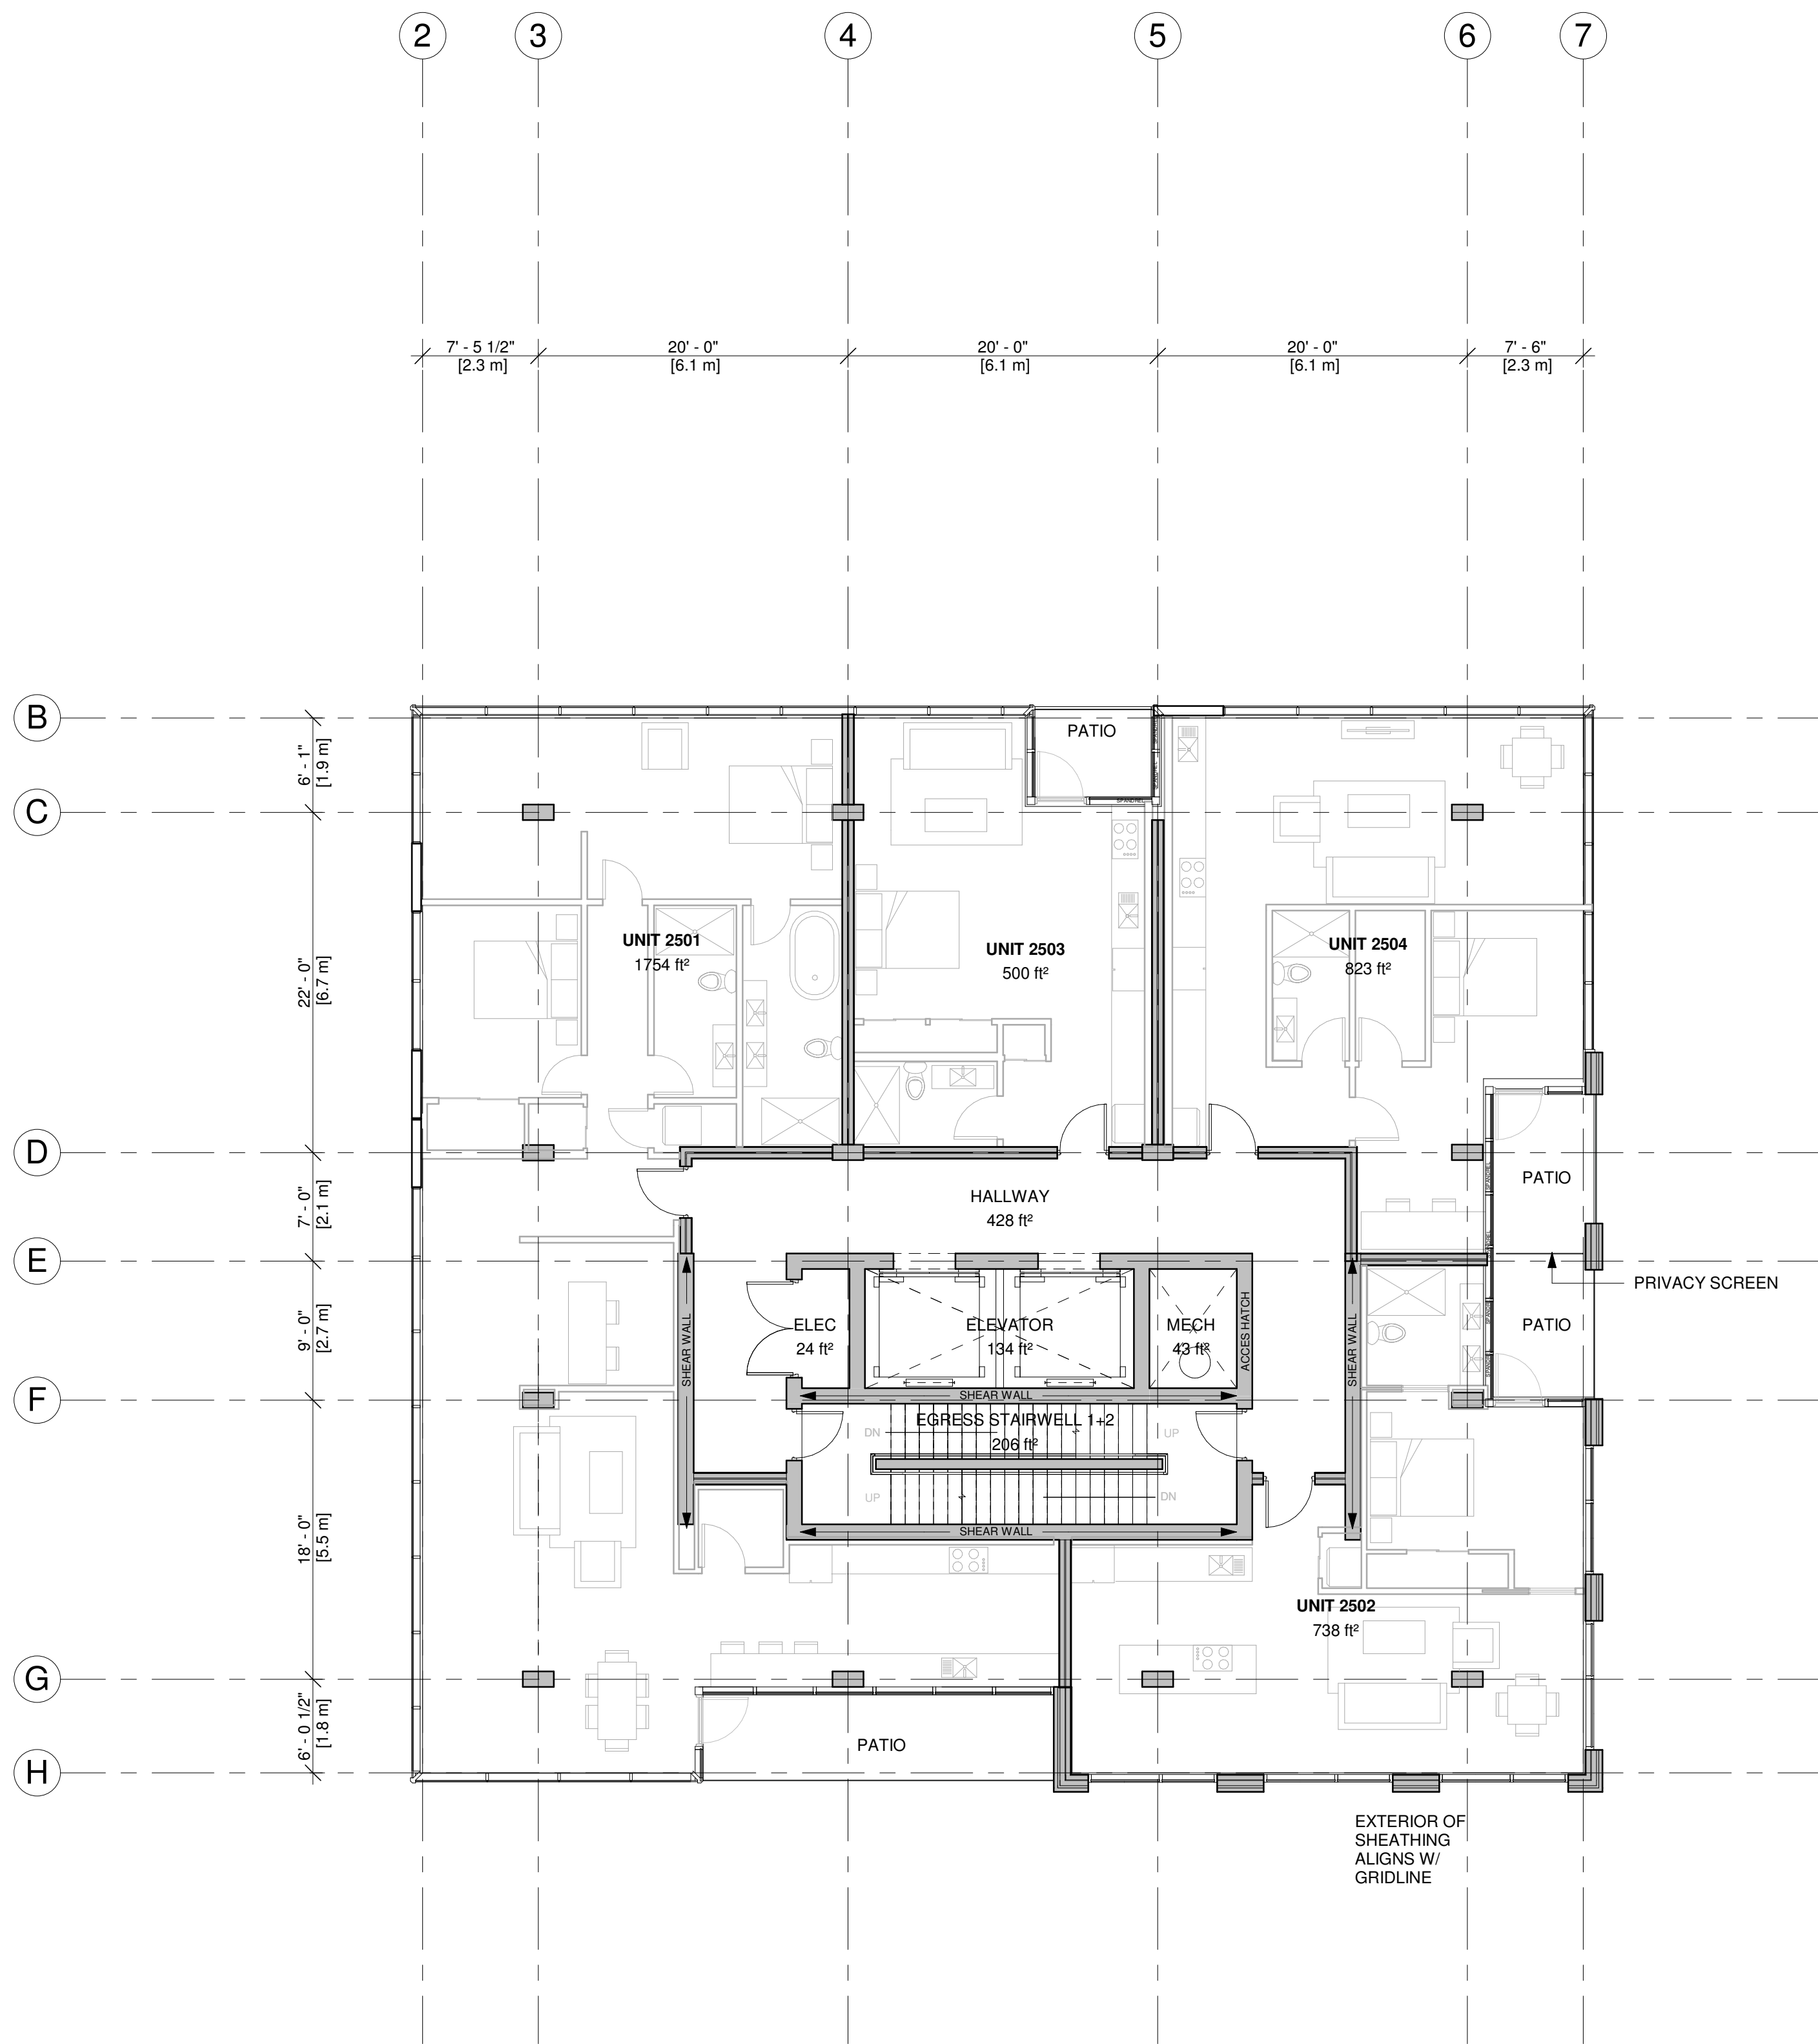 2
3
4
5
6
7
7' - 5 1/2"
[2.3 m]
20' - 0"
[6.1 m]
20' - 0"
[6.1 m]
20' - 0"
[6.1 m]
7' - 6"
[2.3 m]
B
6' - 1"
[1.9 m]
PATIO
SPANDREL
SPANDREL
SPANDREL
C
22' - 0"
[6.7 m]
UNIT 2501
1754 ft²
UNIT 2503
500 ft²
UNIT 2504
823 ft²
D
7' - 0"
[2.1 m]
HALLWAY
428 ft²
SPANDREL
PATIO
E
PRIVACY SCREEN
9' - 0"
[2.7 m]
SHEAR WALL
ELEC
24 ft²
ELEVATOR
134 ft²
MECH
43 ft²
ACCES HATCH
SHEAR WALL
PATIO
F
SHEAR WALL
EGRESS STAIRWELL 1+2
206 ft²
DN
UP
UP
DN
SHEAR WALL
18' - 0"
[5.5 m]
UNIT 2502
738 ft²
G
6' - 0 1/2"
[1.8 m]
PATIO
H
EXTERIOR OF
SHEATHING
ALIGNS W/
GRIDLINE